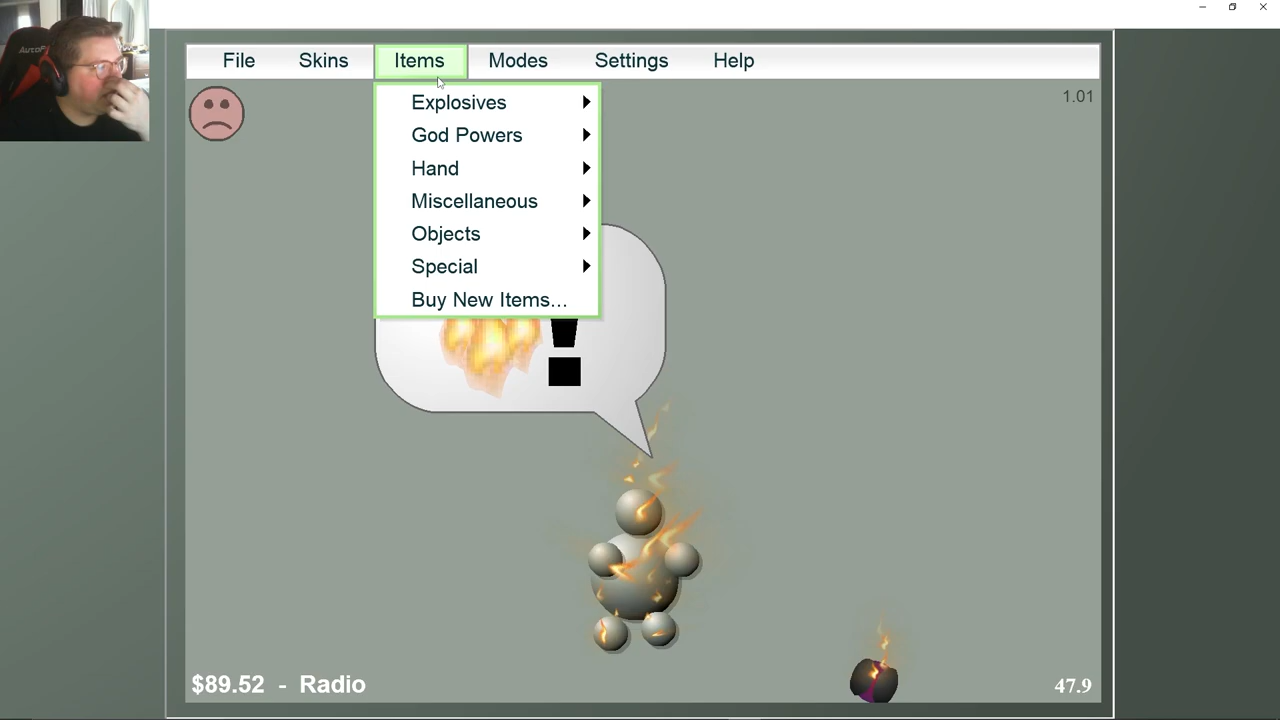 File Skins Items Modes Settings Help
1.01
Explosives
God Powers
Hand
Miscellaneous
Objects
Special
Buy New Items...
!
$89.52 - Radio
47.9